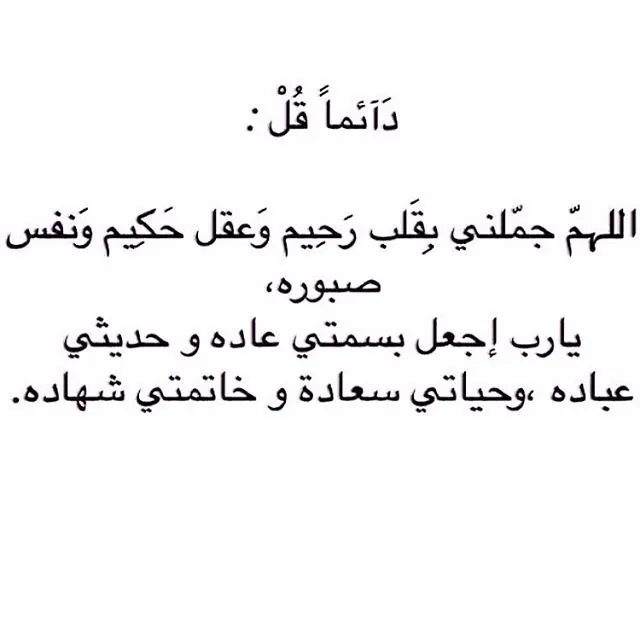 دَآئماً قُلْ :
اللهمّ جمّلني بِقَلب رَحِيم وَعقل حَكِيم وَنفس
صبوره،
يارب إجعل بسمتي عاده و حديثي
عباده ،وحياتي سعادة و خاتمتي شهاده.